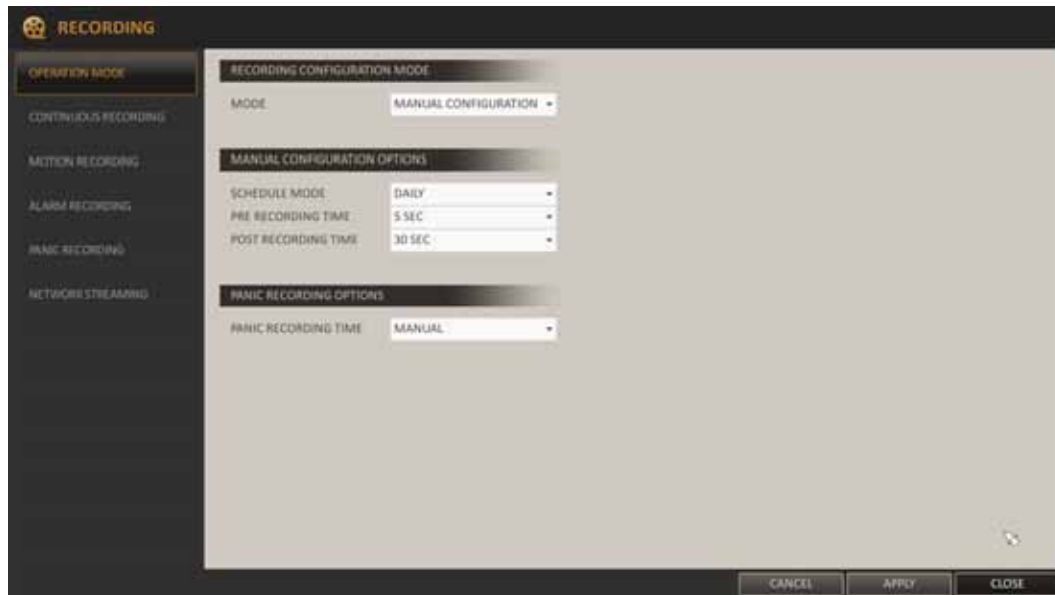 RECORDING
OPERATION MODE
CONTINUOUS RECORDING
MOTION RECORDING
ALARM RECORDING
PANIC RECORDING
NETWORK STREAMING
RECORDING CONFIGURATION MODE
MODE MANUAL CONFIGURATION
MANUAL CONFIGURATION OPTIONS
SCHEDULE MODE DAILY
PRE RECORDING TIME 5 SEC
POST RECORDING TIME 30 SEC
PANIC RECORDING OPTIONS
PANIC RECORDING TIME MANUAL
CANCEL APPLY CLOSE